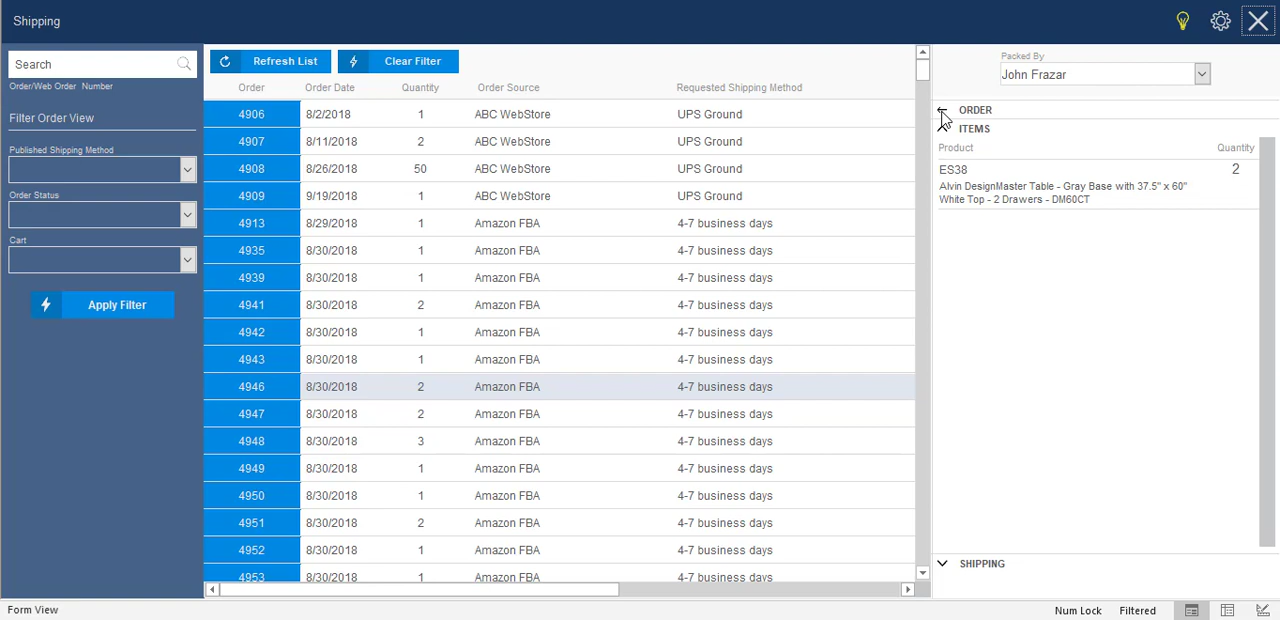 Shipping
Search
Order/Web Order Number
Filter Order View
Published Shipping Method
Order Status
Cart
Apply Filter
Refresh List Clear Filter
Order Order Date Quantity Order Source Requested Shipping Method
4906 8/2/2018 1 ABC WebStore UPS Ground
4907 8/11/2018 2 ABC WebStore UPS Ground
4908 8/26/2018 50 ABC WebStore UPS Ground
4909 9/19/2018 1 ABC WebStore UPS Ground
4913 8/29/2018 1 Amazon FBA 4-7 business days
4935 8/30/2018 1 Amazon FBA 4-7 business days
4939 8/30/2018 1 Amazon FBA 4-7 business days
4941 8/30/2018 2 Amazon FBA 4-7 business days
4942 8/30/2018 1 Amazon FBA 4-7 business days
4943 8/30/2018 1 Amazon FBA 4-7 business days
4946 8/30/2018 2 Amazon FBA 4-7 business days
4947 8/30/2018 2 Amazon FBA 4-7 business days
4948 8/30/2018 3 Amazon FBA 4-7 business days
4949 8/30/2018 1 Amazon FBA 4-7 business days
4950 8/30/2018 1 Amazon FBA 4-7 business days
4951 8/30/2018 2 Amazon FBA 4-7 business days
4952 8/30/2018 1 Amazon FBA 4-7 business days
4953 8/30/2018 1 Amazon FBA 4-7 business days
Packed By
John Frazar
ORDER
ITEMS
Product Quantity
ES38 2
Alvin DesignMaster Table - Gray Base with 37.5" x 60"
White Top - 2 Drawers - DM60CT
SHIPPING
Form View Num Lock Filtered